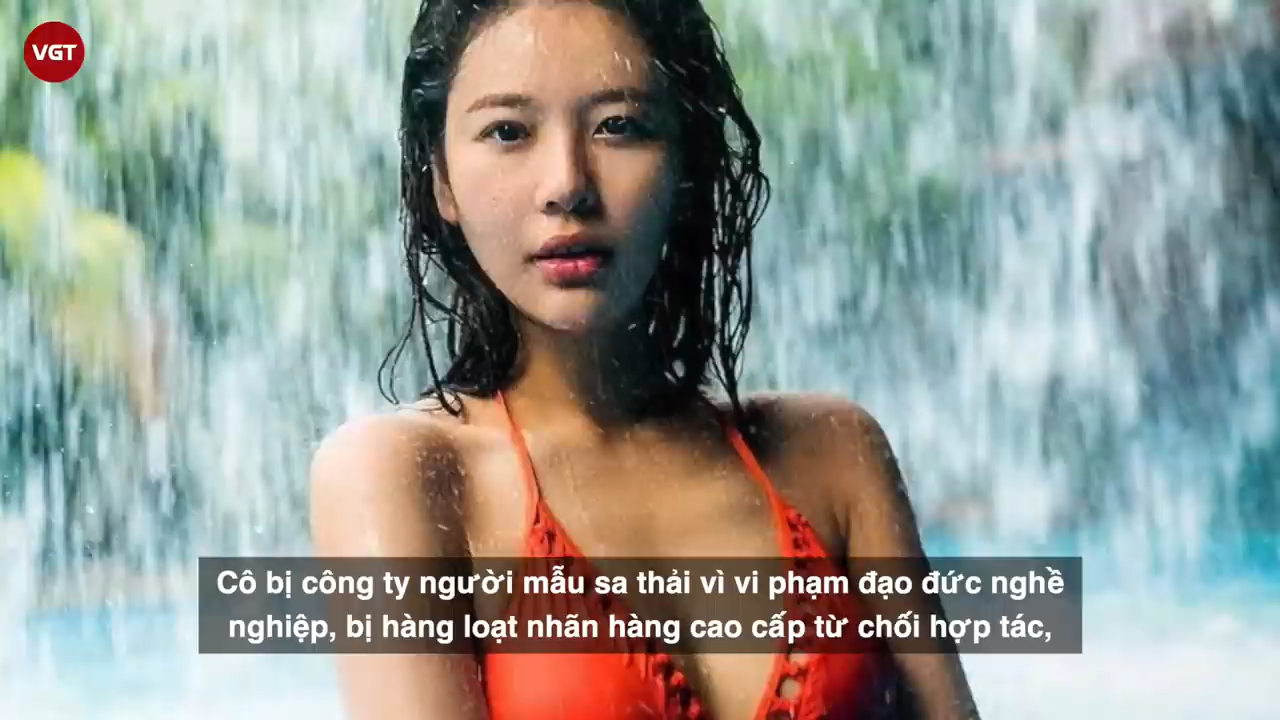 VGT
Cô bị công ty người mẫu sa thải vì vi phạm đạo đức nghề
nghiệp, bị hàng loạt nhãn hàng cao cấp từ chối hợp tác,